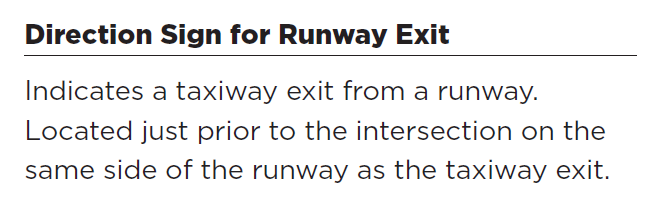 Direction Sign for Runway Exit
Indicates a taxiway exit from a runway.
Located just prior to the intersection on the
same side of the runway as the taxiway exit.